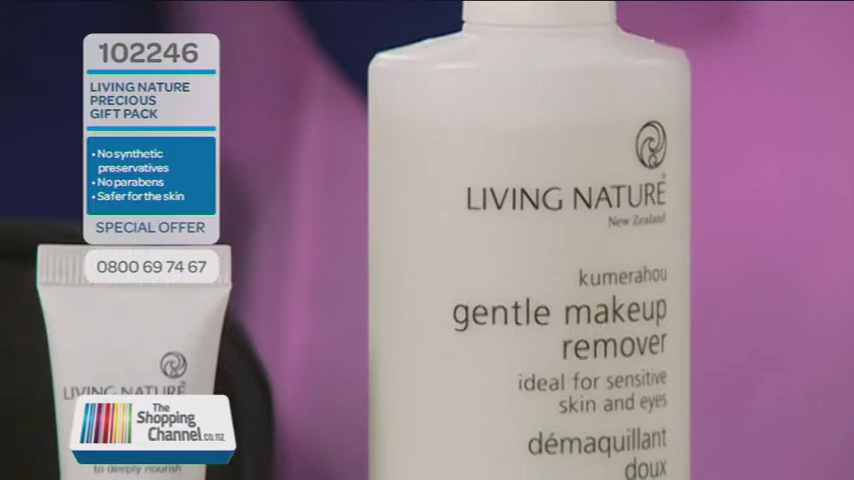 102246
LIVING NATURE
PRECIOUS
GIFT PACK
• No synthetic
preservatives
• No parabens
• Safer for the skin
SPECIAL OFFER
0800 69 74 67
LIVING NATURE
The
Shopping
Channel.co.nz
to deeply nourish
LIVING NATURE
New Zealand
kumerahou
gentle makeup
remover
ideal for sensitive
skin and eyes
démaquillant
doux